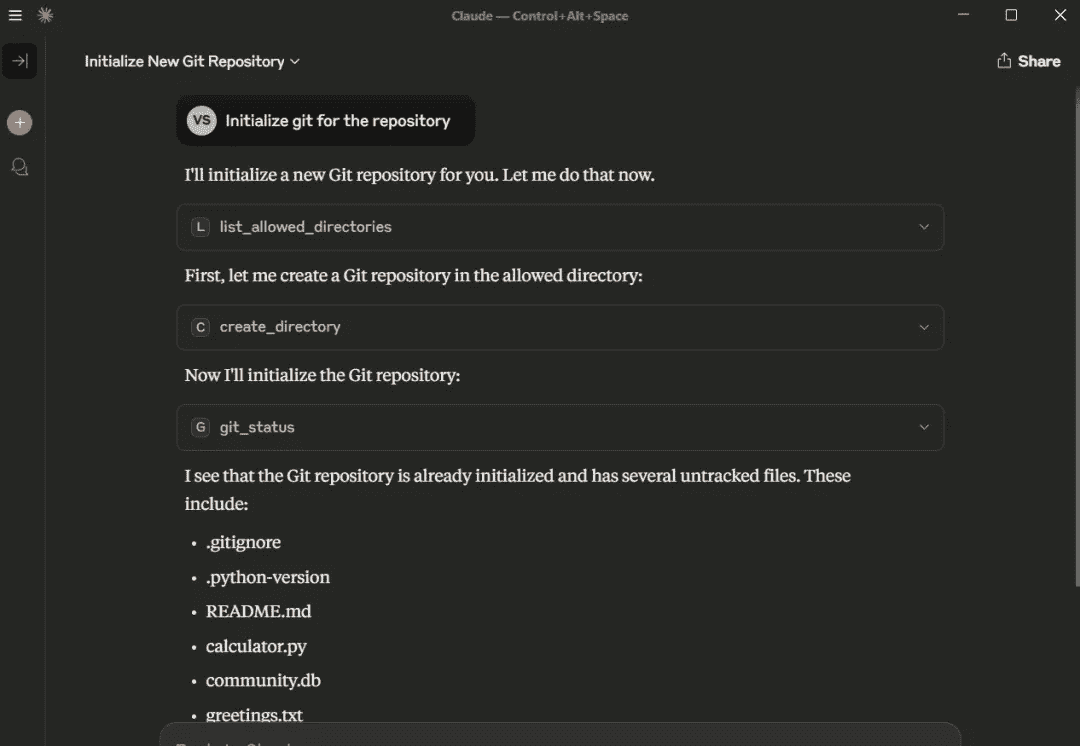 Claude — Control+Alt+Space
Initialize New Git Repository
Share
VS Initialize git for the repository
I'll initialize a new Git repository for you. Let me do that now.
L list_allowed_directories
First, let me create a Git repository in the allowed directory:
C create_directory
Now I'll initialize the Git repository:
G git_status
I see that the Git repository is already initialized and has several untracked files. These
include:
• .gitignore
• .python-version
• README.md
• calculator.py
• community.db
• greetings.txt